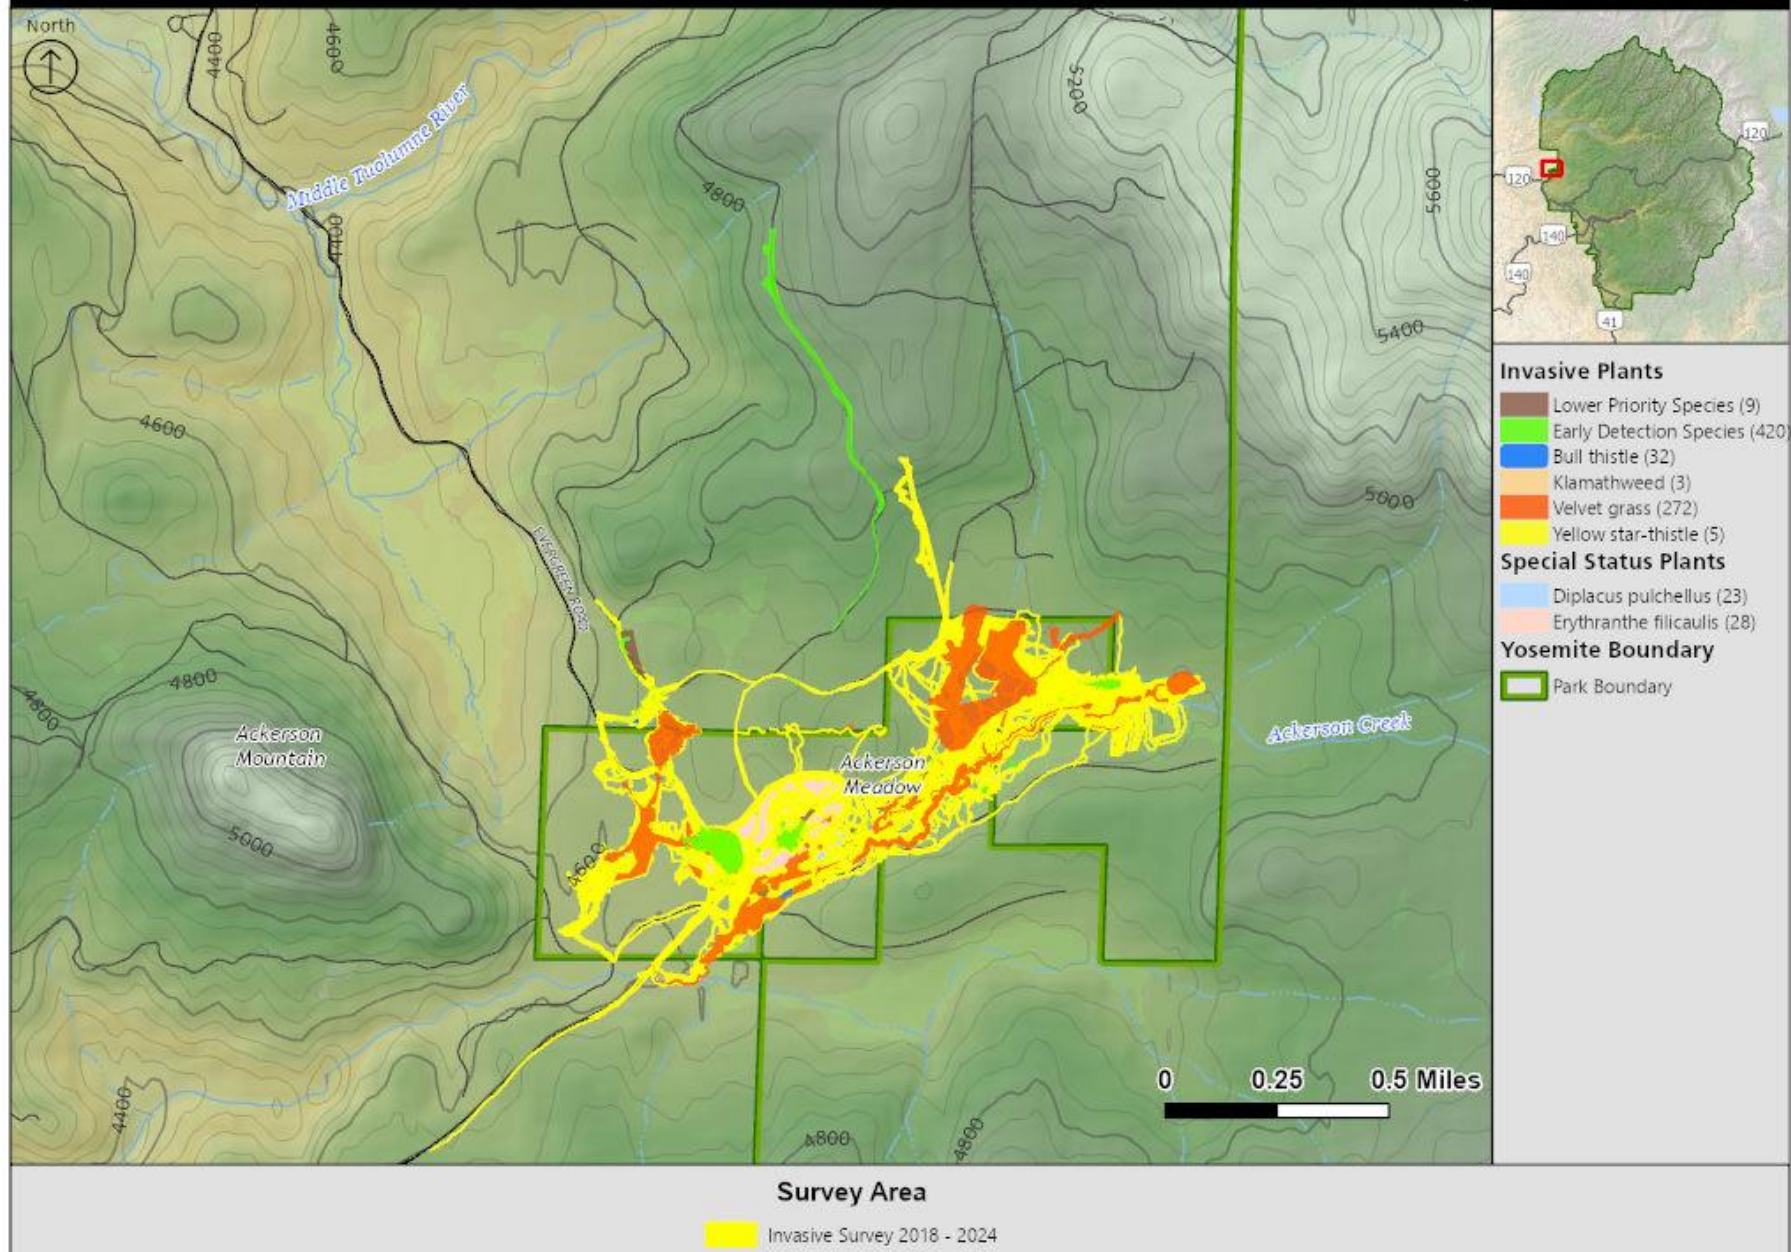 North
4400
4600
Middle Tuolumne River
4400
4800
5200
5600
5400
5000
4600
EVERGREEN ROAD
4800
4800
Ackerson
Mountain
5000
4600
Ackerson
Meadow
Ackerson Creek
4400
4800
4800
0 0.25 0.5 Miles
120
120
140
140
41
Invasive Plants
Lower Priority Species (9)
Early Detection Species (420)
Bull thistle (32)
Klamathweed (3)
Velvet grass (272)
Yellow star-thistle (5)
Special Status Plants
Diplacus pulchellus (23)
Erythranthe filicaulis (28)
Yosemite Boundary
Park Boundary
Survey Area
Invasive Survey 2018 - 2024